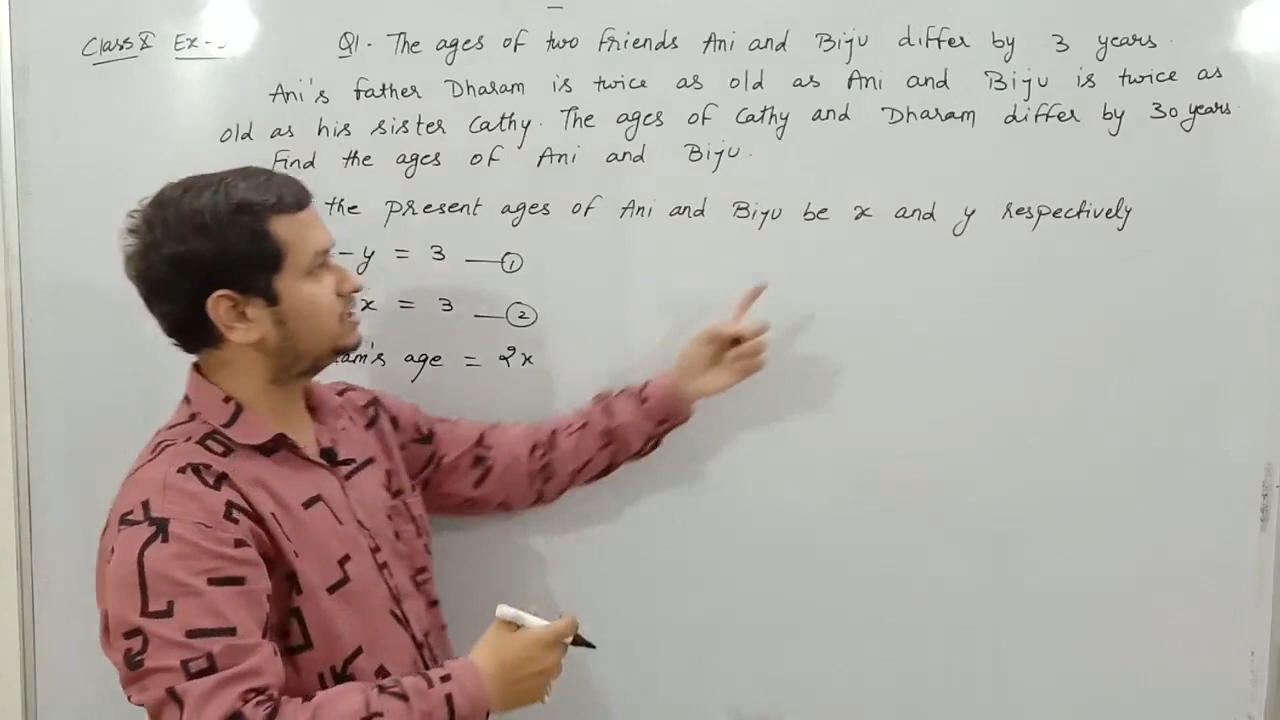 Class X Ex-
Q1. The ages of two friends Ani and Biju differ by 3 years.
Ani's father Dharam is twice as old as Ani and Biju is twice as
old as his sister Cathy. The ages of Cathy and Dharam differ by 30 years.
Find the ages of Ani and Biju.
the present ages of Ani and Biju be x and y respectively
- y = 3 —①
x = 3 —②
am's age = 2x